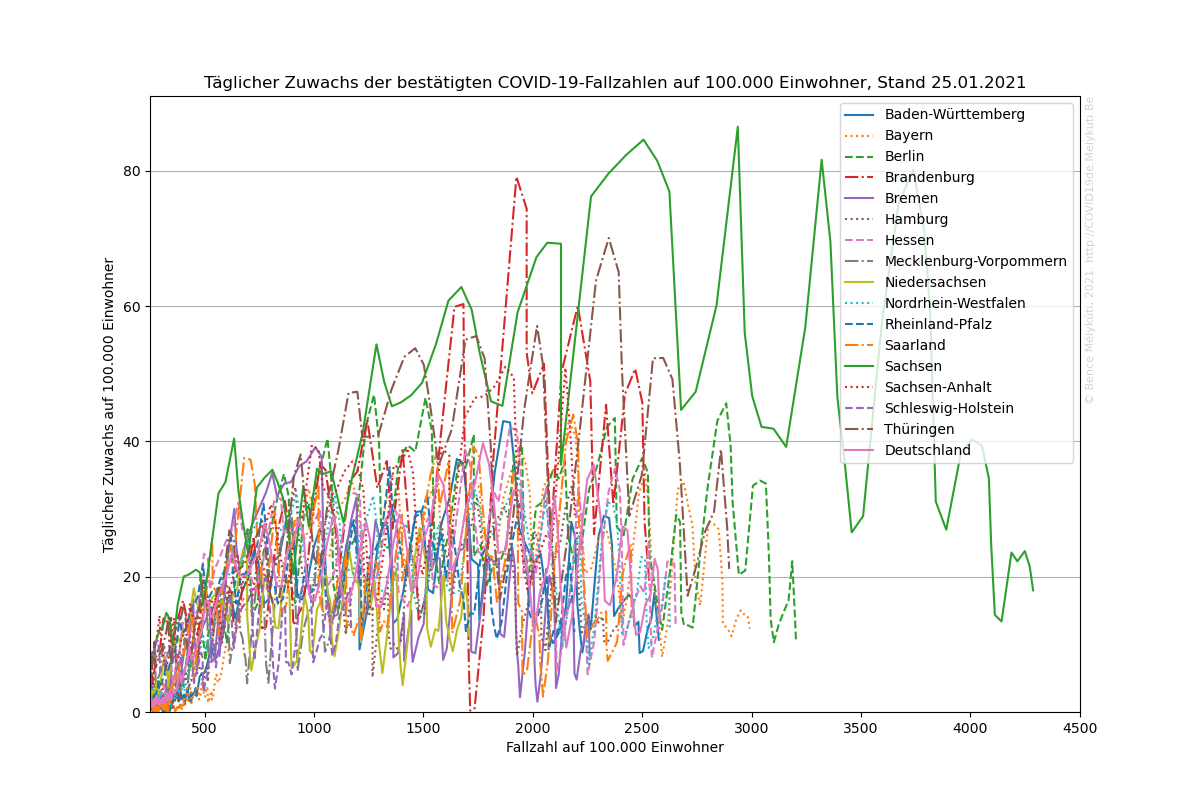 Täglicher Zuwachs der bestätigten COVID-19-Fallzahlen auf 100.000 Einwohner, Stand 25.01.2021
Täglicher Zuwachs auf 100.000 Einwohner
80
60
40
20
0
500 1000 1500 2000 2500 3000 3500 4000 4500
Fallzahl auf 100.000 Einwohner
Baden-Württemberg
Bayern
Berlin
Brandenburg
Bremen
Hamburg
Hessen
Mecklenburg-Vorpommern
Niedersachsen
Nordrhein-Westfalen
Rheinland-Pfalz
Saarland
Sachsen
Sachsen-Anhalt
Schleswig-Holstein
Thüringen
Deutschland
© Bence Mélykúti, 2021 http://COVID19de.Melykuti.Be